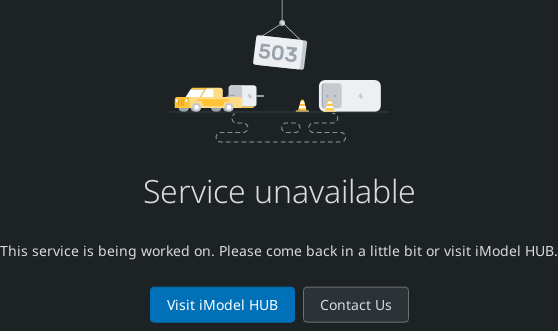 503
Service unavailable
This service is being worked on. Please come back in a little bit or visit iModel HUB.
Visit iModel HUB
Contact Us